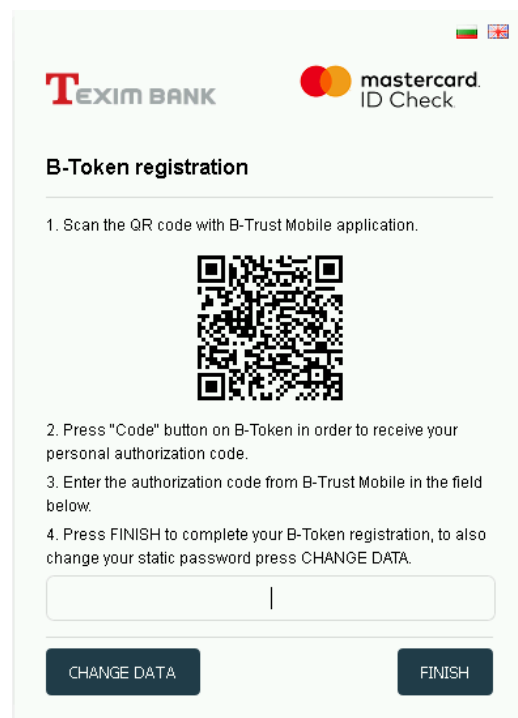 TEXIM BANK
mastercard.
ID Check
B-Token registration
1. Scan the QR code with B-Trust Mobile application.
2. Press "Code" button on B-Token in order to receive your
personal authorization code.
3. Enter the authorization code from B-Trust Mobile in the field
below.
4. Press FINISH to complete your B-Token registration, to also
change your static password press CHANGE DATA.
CHANGE DATA
FINISH